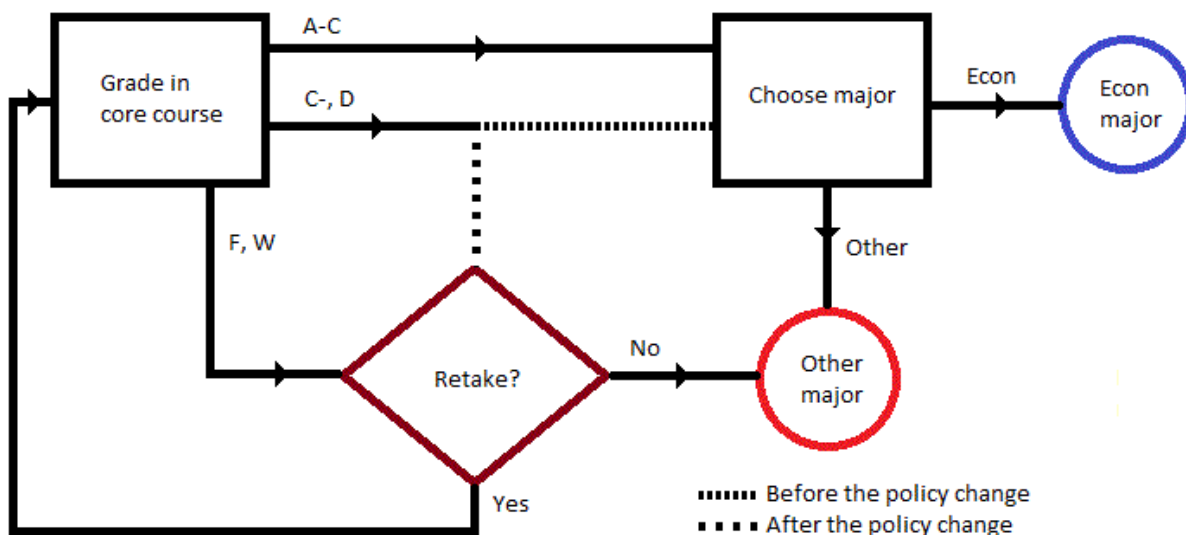 A-C
Grade in
core course
C-, D
Choose major
Econ
Econ
major
F, W
Other
Retake?
No
Other
major
Yes
Before the policy change
After the policy change